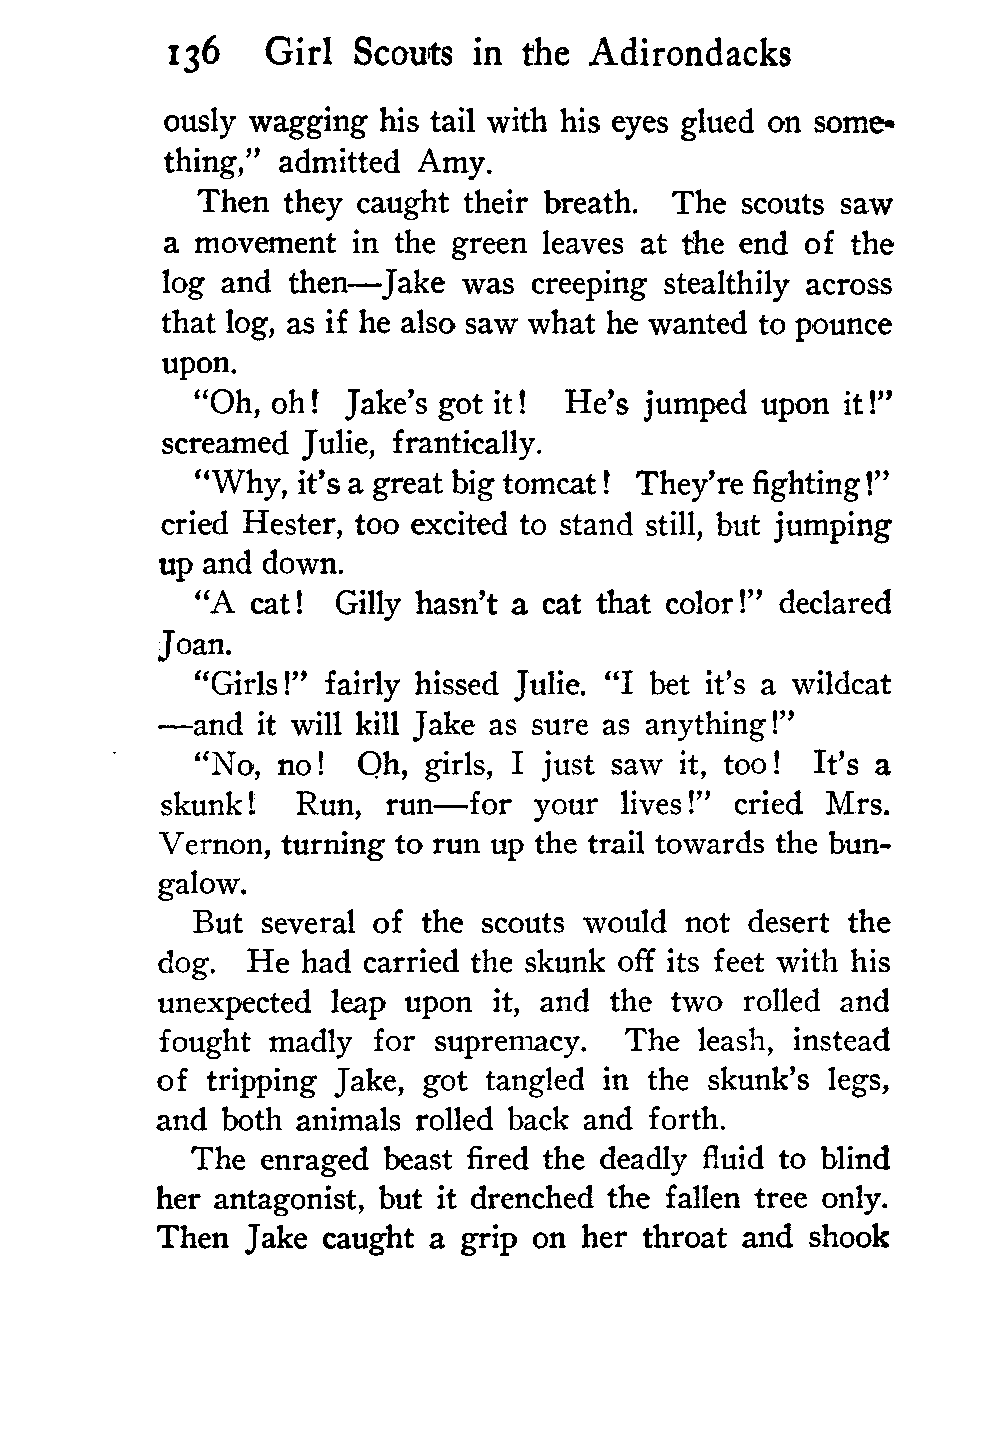 136 Girl Scouts in the Adirondacks
ously wagging his tail with his eyes glued on some-
thing," admitted Amy.
Then they caught their breath. The scouts saw
a movement in the green leaves at the end of the
log and then—Jake was creeping stealthily across
that log, as if he also saw what he wanted to pounce
upon.
"Oh, oh! Jake's got it! He's jumped upon it!"
screamed Julie, frantically.
"Why, it's a great big tomcat! They're fighting!"
cried Hester, too excited to stand still, but jumping
up and down.
"A cat! Gilly hasn't a cat that color!" declared
Joan.
"Girls!" fairly hissed Julie. "I bet it's a wildcat
—and it will kill Jake as sure as anything!"
"No, no! Oh, girls, I just saw it, too! It's a
skunk! Run, run—for your lives!" cried Mrs.
Vernon, turning to run up the trail towards the bun-
galow.
But several of the scouts would not desert the
dog. He had carried the skunk off its feet with his
unexpected leap upon it, and the two rolled and
fought madly for supremacy. The leash, instead
of tripping Jake, got tangled in the skunk's legs,
and both animals rolled back and forth.
The enraged beast fired the deadly fluid to blind
her antagonist, but it drenched the fallen tree only.
Then Jake caught a grip on her throat and shook